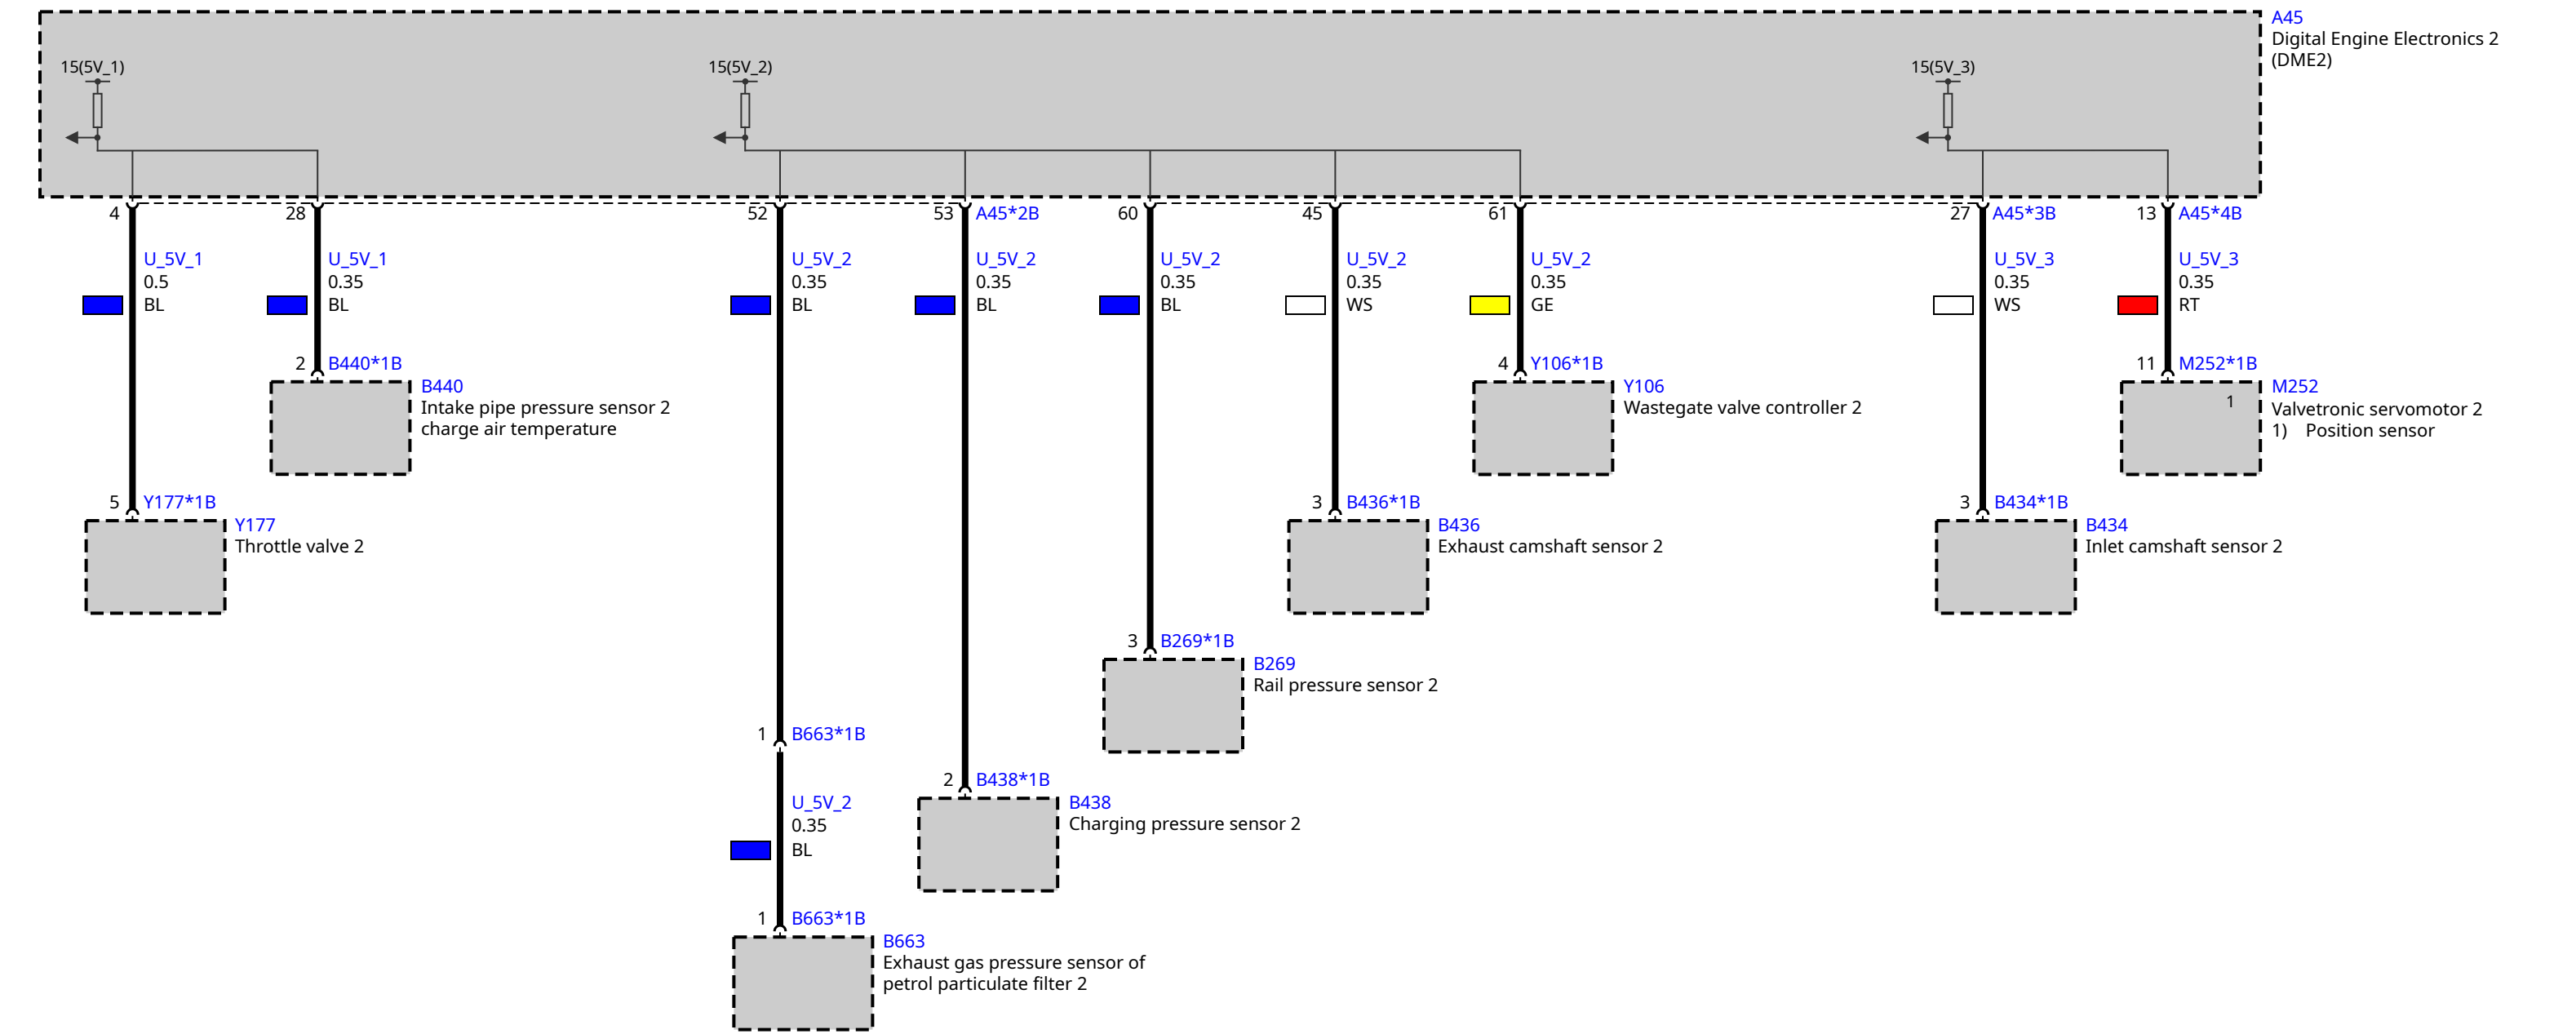 A45
Digital Engine Electronics 2
(DME2)
15(5V_1)
15(5V_2)
15(5V_3)
4
28
52
53 A45*2B
60
45
61
27 A45*3B
13 A45*4B
U_5V_1
0.5
BL
U_5V_1
0.35
BL
U_5V_2
0.35
BL
U_5V_2
0.35
BL
U_5V_2
0.35
BL
U_5V_2
0.35
WS
U_5V_2
0.35
GE
U_5V_3
0.35
WS
U_5V_3
0.35
RT
2 B440*1B
B440
Intake pipe pressure sensor 2
charge air temperature
4 Y106*1B
Y106
Wastegate valve controller 2
11 M252*1B
M252
1
Valvetronic servomotor 2
1) Position sensor
5 Y177*1B
Y177
Throttle valve 2
3 B436*1B
B436
Exhaust camshaft sensor 2
3 B434*1B
B434
Inlet camshaft sensor 2
3 B269*1B
B269
Rail pressure sensor 2
1 B663*1B
2 B438*1B
B438
Charging pressure sensor 2
U_5V_2
0.35
BL
1 B663*1B
B663
Exhaust gas pressure sensor of
petrol particulate filter 2